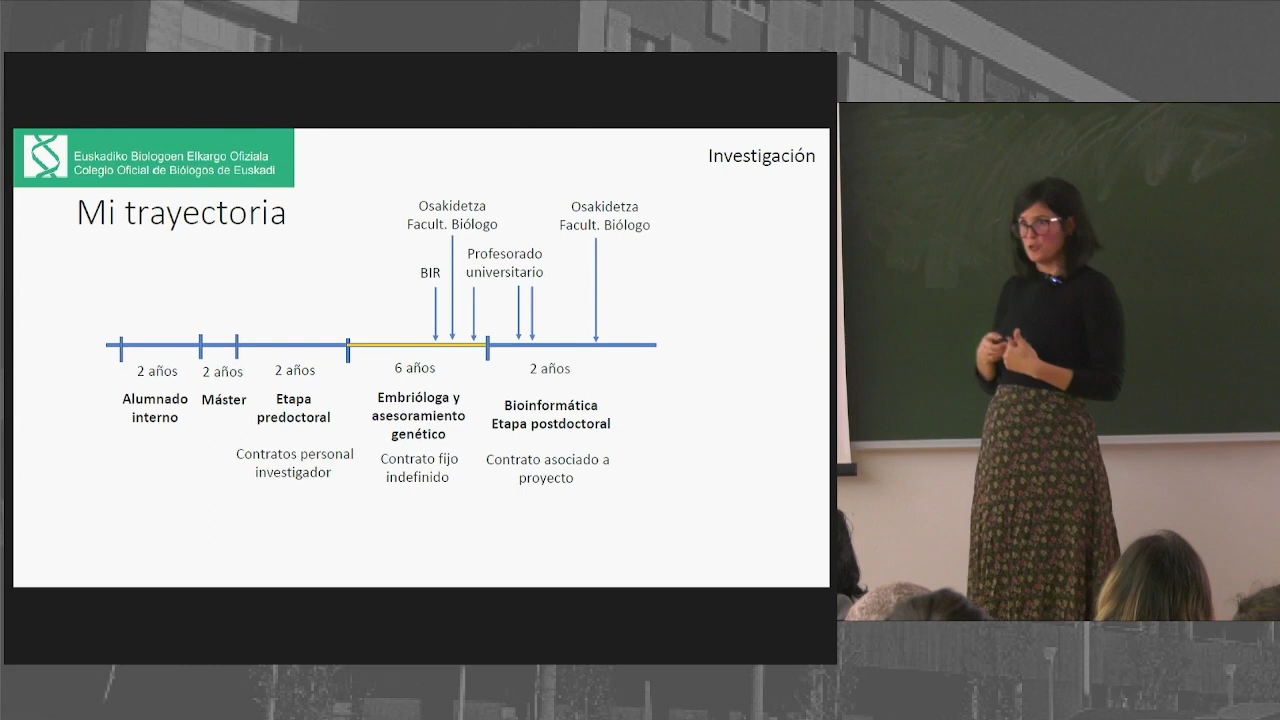 Euskadiko Biologoen Elkargo Ofiziala
Colegio Oficial de Biólogos de Euskadi
Investigación
Mi trayectoria
Osakidetza
Facult. Biólogo
Osakidetza
Facult. Biólogo
BIR
Profesorado
universitario
2 años
2 años
2 años
6 años
2 años
Alumnado
interno
Máster
Etapa
predoctoral
Embrióloga y
asesoramiento
genético
Bioinformática
Etapa postdoctoral
Contratos personal
investigador
Contrato fijo
indefinido
Contrato asociado a
proyecto